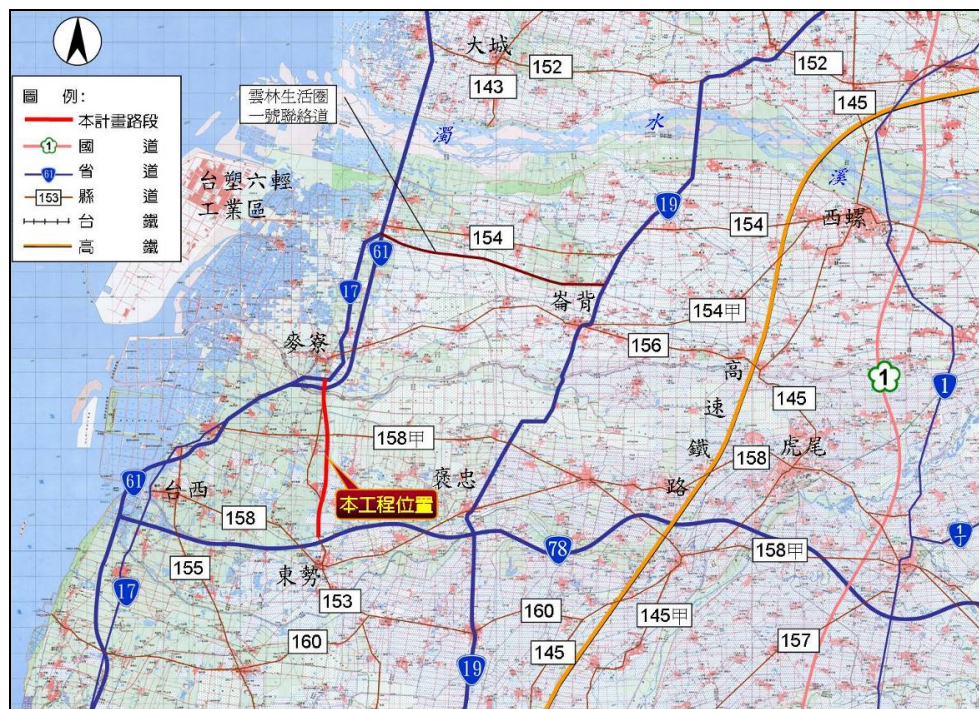 圖 例:
本計畫路段
1 國 道
61 省 道
153 縣 道
台 鐵
高 鐵
雲林生活圈
一號聯絡道
大城
152
152
143
145
濁
水
溪
台塑六輕
工業區
19
154
154
西螺
61
17
崙背
154甲
麥寮
156
高
速
鐵
路
1
1
145
158甲
158
虎尾
褒忠
61
台西
本工程位置
158
78
158甲
1丁
155
東勢
17
153
160
145甲
160
145
157
19